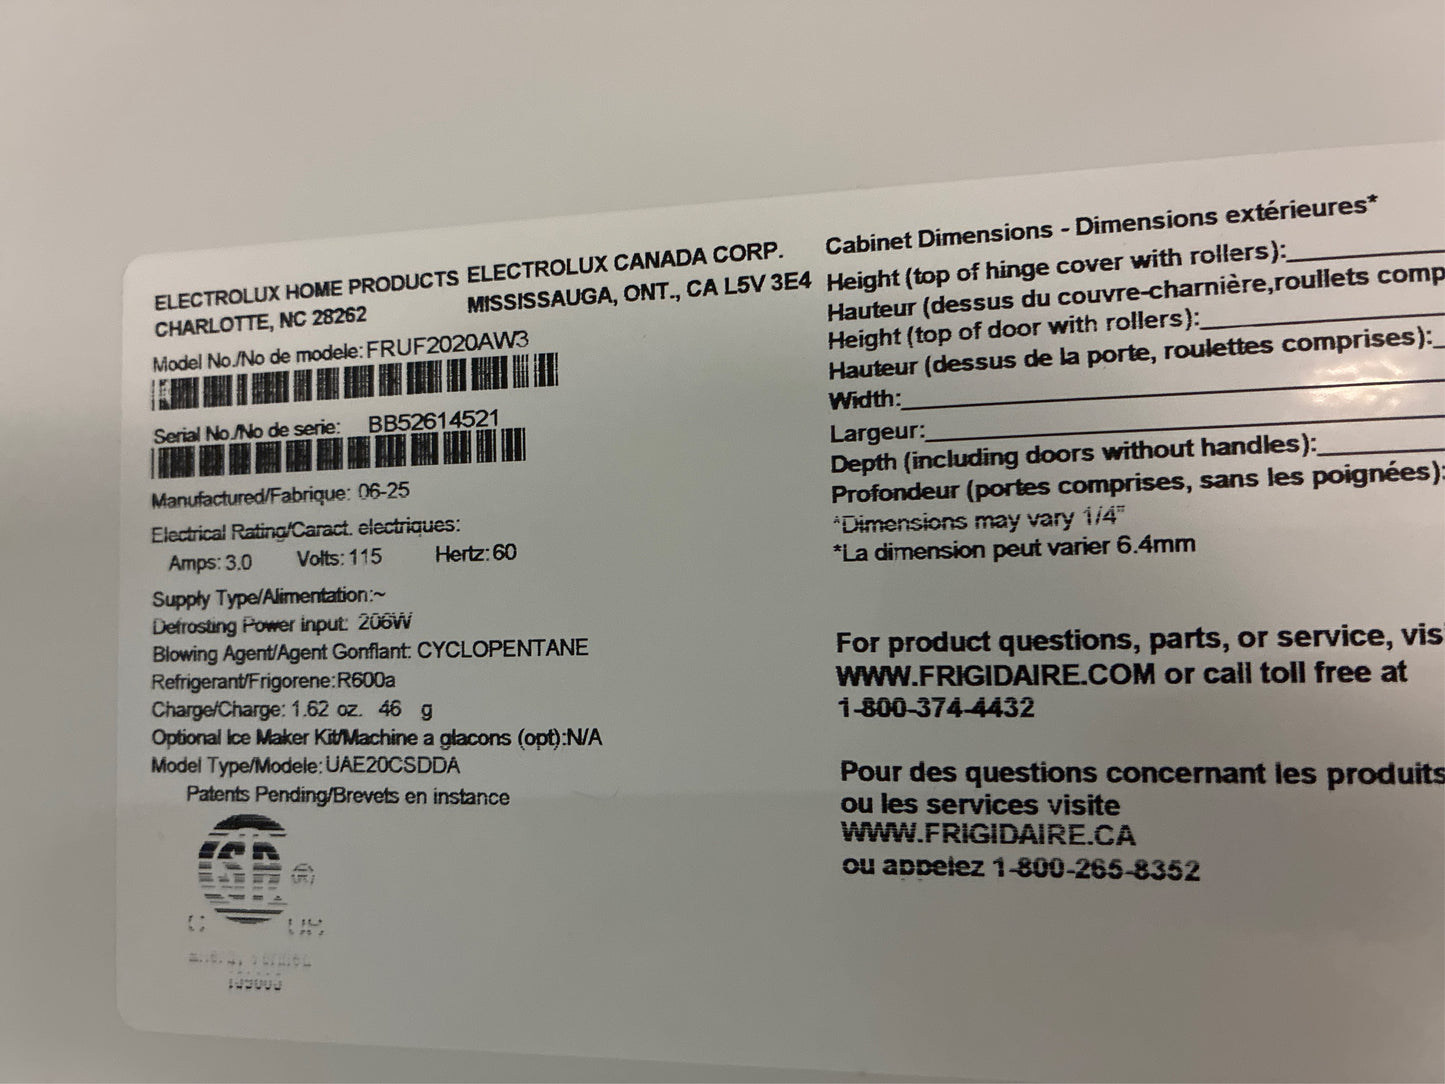 ELECTROLUX HOME PRODUCTS
CHARLOTTE, NC 28262
ELECTROLUX CANADA CORP.
MISSISSAUGA, ONT., CA L5V 3E4
Model No./No de modele:FRUF2020AW3
Serial No./No de serie: BB52614521
Manufactured/Fabrique: 06-25
Electrical Rating/Caract. electriques:
Amps: 3.0 Volts: 115 Hertz: 60
Supply Type/Alimentation:~
Defrosting Power input: 206W
Blowing Agent/Agent Gonflant: CYCLOPENTANE
Refrigerant/Frigorene:R600a
Charge/Charge: 1.62 oz. 46 g
Optional Ice Maker Kit/Machine a glacons (opt):N/A
Model Type/Modele: UAE20CSDDA
Patents Pending/Brevets en instance
Cabinet Dimensions - Dimensions extérieures*
Height (top of hinge cover with rollers):
Hauteur (dessus du couvre-charnière,roullets comp
Height (top of door with rollers):
Hauteur (dessus de la porte, roulettes comprises):
Width:
Largeur:
Depth (including doors without handles):
Profondeur (portes comprises, sans les poignées):
*Dimensions may vary 1/4"
*La dimension peut varier 6.4mm
For product questions, parts, or service, vis
WWW.FRIGIDAIRE.COM or call toll free at
1-800-374-4432
Pour des questions concernant les produits
ou les services visite
WWW.FRIGIDAIRE.CA
ou appelez 1-800-265-8352